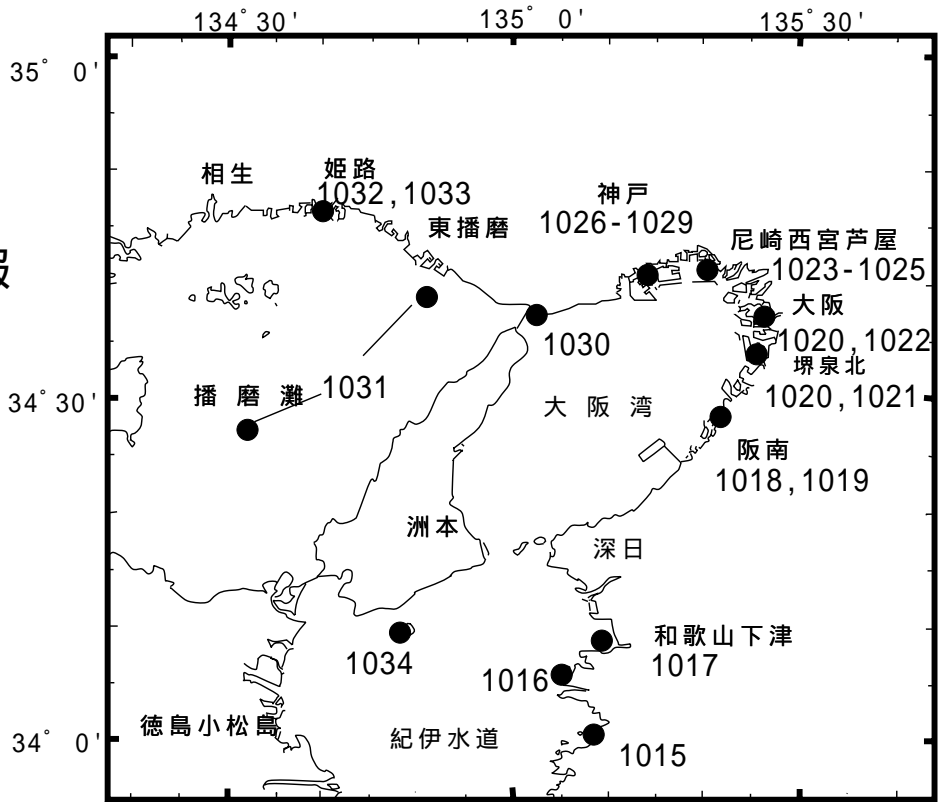 134° 30'
135° 0'
135° 30'
35° 0'
相生
姫路
1032,1033
神戸
1026-1029
東播磨
尼崎西宮芦屋
1023-1025
報
大阪
1020,1022
1030
堺泉北
1020,1021
播磨灘
1031
大阪湾
34° 30'
阪南
1018,1019
洲本
深日
和歌山下津
1017
1034
1016
徳島小松島
紀伊水道
34° 0'
1015